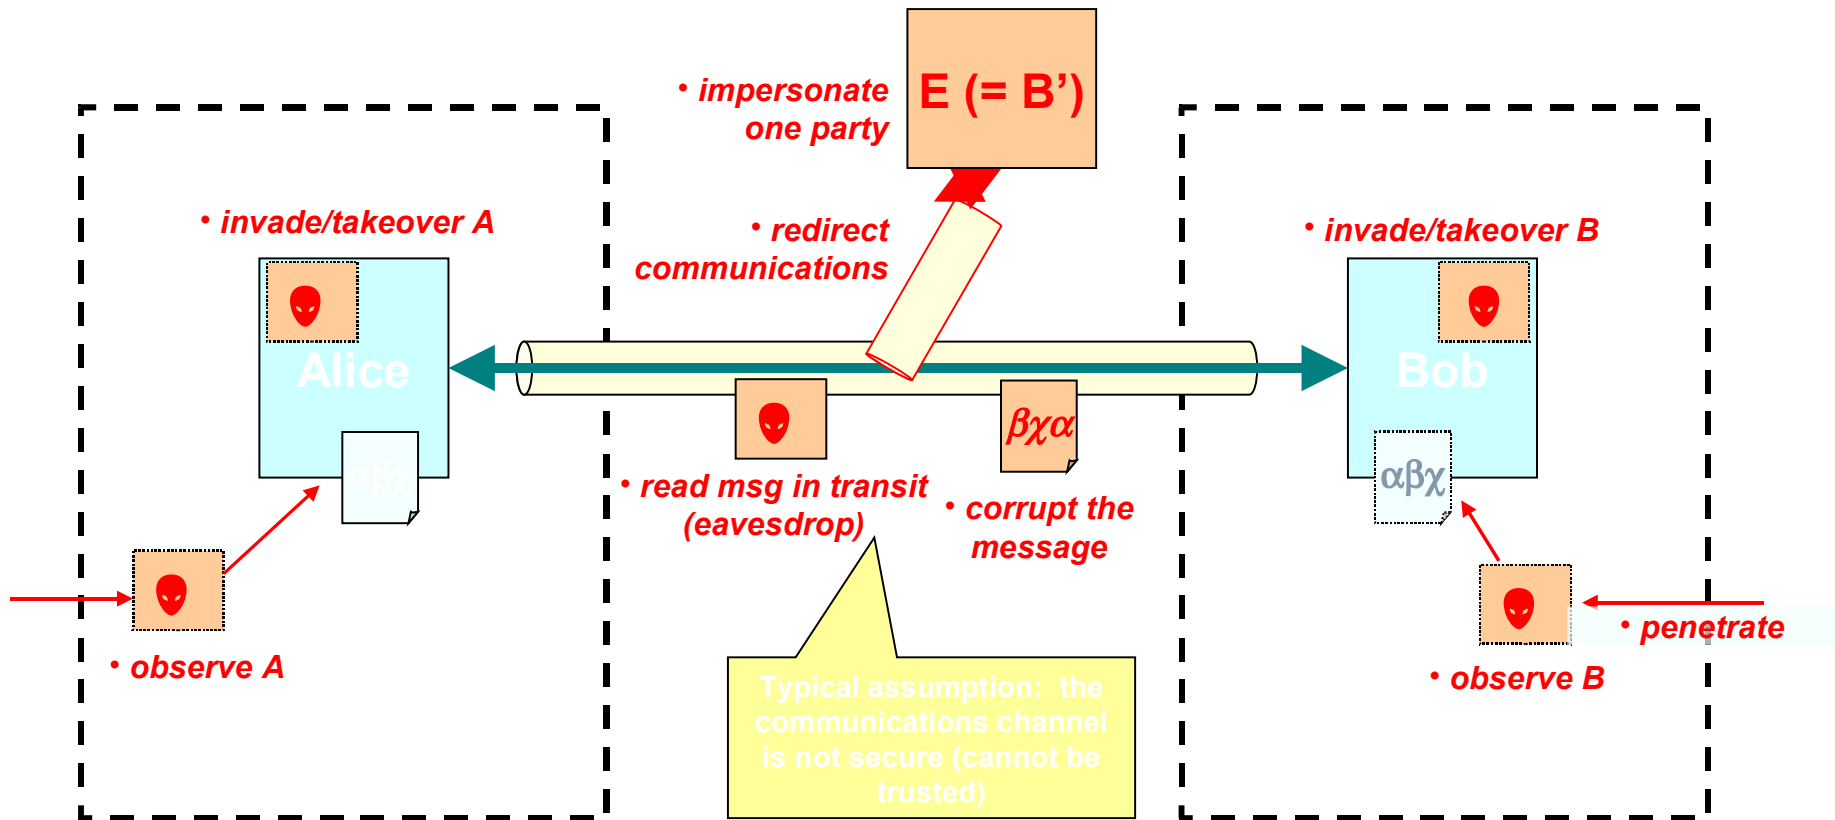 E (= B’)
• impersonate
one party
• redirect
communications
• invade/takeover A
• invade/takeover B
Alice
Bob
αβχ
βχα
αβχ
• read msg in transit
(eavesdrop)
• corrupt the
message
• observe A
• penetrate
• observe B
Typical assumption: the
communications channel
is not secure (cannot be
trusted)